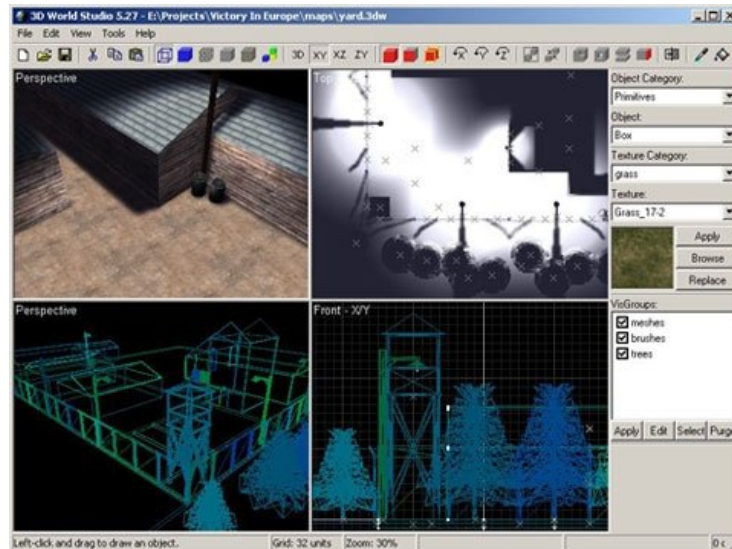 3D World Studio 5.27 - E:\Projects\Victory In Europe\maps\yard.3dw
File Edit View Tools Help
3D XY XZ ZY
Perspective
Top
Object Category:
Primitives
Object:
Box
Texture Category:
grass
Texture:
Grass_17-2
Apply
Browse
Replace
Perspective
Front - X/Y
VisGroups:
meshes
brushes
trees
Apply Edit Select Purg
Left-click and drag to draw an object. Grid: 32 units Zoom: 30% 0